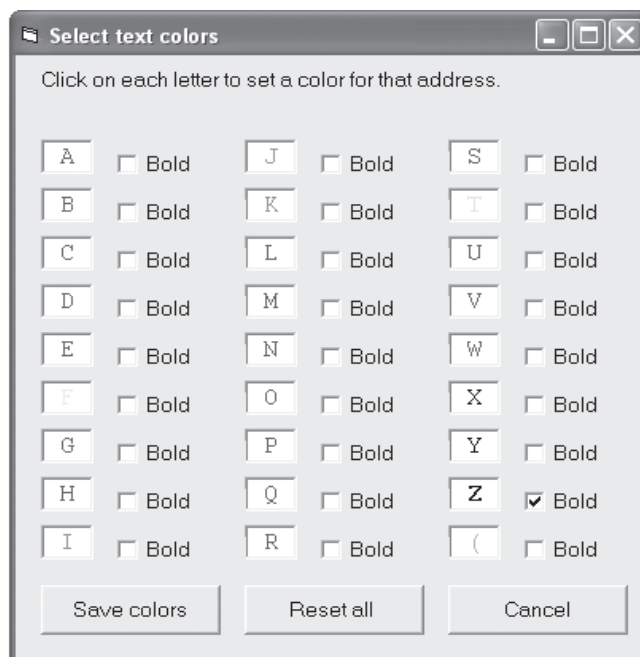 Select text colors
Click on each letter to set a color for that address.
A Bold J Bold S Bold
B Bold K Bold T Bold
C Bold L Bold U Bold
D Bold M Bold V Bold
E Bold N Bold W Bold
F Bold O Bold X Bold
G Bold P Bold Y Bold
H Bold Q Bold Z Bold
I Bold R Bold ( Bold
Save colors Reset all Cancel